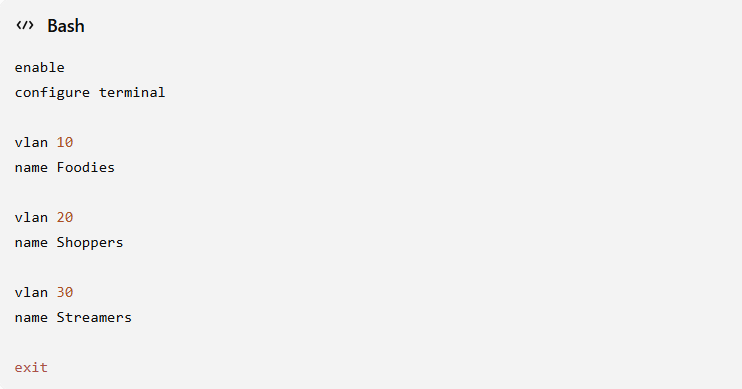 </> Bash
enable
configure terminal
vlan 10
name Foodies
vlan 20
name Shoppers
vlan 30
name Streamers
exit